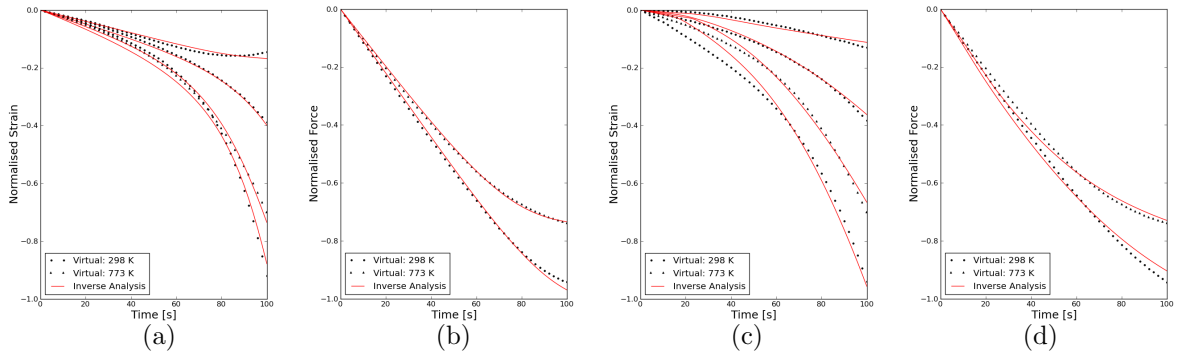 0.0
−0.2
−0.4
−0.6
−0.8
−1.0
Normalised Strain
Virtual: 298 K
Virtual: 773 K
Inverse Analysis
0 20 40 60 80 100
Time [s]
(a)
0.0
−0.2
−0.4
−0.6
−0.8
−1.0
Normalised Force
Virtual: 298 K
Virtual: 773 K
Inverse Analysis
0 20 40 60 80 100
Time [s]
(b)
0.0
−0.2
−0.4
−0.6
−0.8
−1.0
Normalised Strain
Virtual: 298 K
Virtual: 773 K
Inverse Analysis
0 20 40 60 80 100
Time [s]
(c)
0.0
−0.2
−0.4
−0.6
−0.8
−1.0
Normalised Force
Virtual: 298 K
Virtual: 773 K
Inverse Analysis
0 20 40 60 80 100
Time [s]
(d)